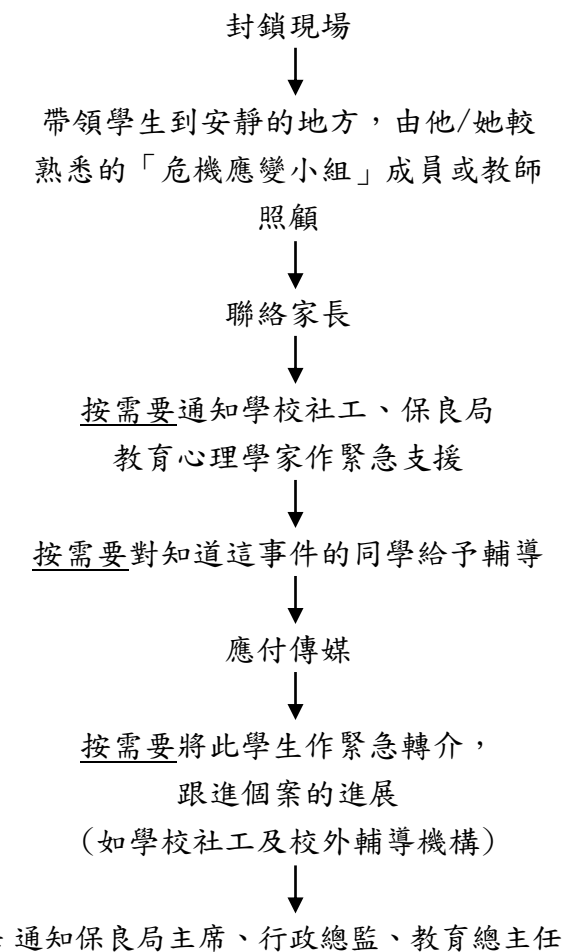 封鎖現場
帶領學生到安靜的地方，由他/她較
熟悉的「危機應變小組」成員或教師
照顧
聯絡家長
按需要通知學校社工、保良局
教育心理學家作緊急支援
按需要對知道這事件的同學給予輔導
應付傳媒
按需要將此學生作緊急轉介，
跟進個案的進展
（如學校社工及校外輔導機構）
通知保良局主席、行政總監、教育總主任